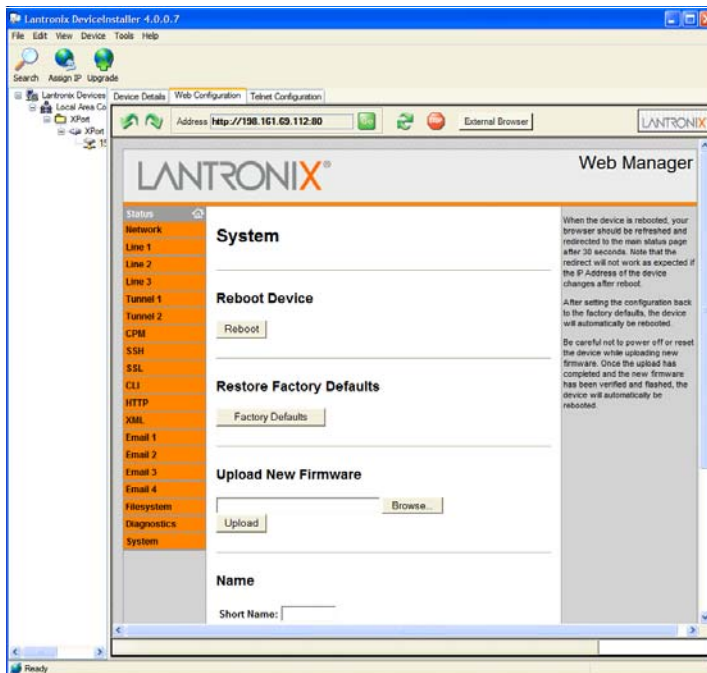 Lantronix DeviceInstaller 4.0.0.7
File Edit View Device Tools Help
Search Assign IP Upgrade
Lantronix Devices
Local Area Co
XPort
XPort
Device Details Web Configuration Telnet Configuration
Address http://198.161.69.112:80 External Browser LANTRONIX
LANTRONIX®
Web Manager
Status
Network
Line 1
Line 2
Line 3
Tunnel 1
Tunnel 2
CPM
SSH
SSL
CLI
HTTP
XML
Email 1
Email 2
Email 3
Email 4
Filesystem
Diagnostics
System
System
Reboot Device
Reboot
Restore Factory Defaults
Factory Defaults
Upload New Firmware
Browse...
Upload
Name
Short Name:
When the device is rebooted, your
browser should be refreshed and
redirected to the main status page
after 30 seconds. Note that the
redirect will not work as expected if
the IP Address of the device
changes after reboot.
After setting the configuration back
to the factory defaults, the device
will automatically be rebooted.
Be careful not to power off or reset
the device while uploading new
firmware. Once the upload has
completed and the new firmware
has been verified and flashed, the
device will automatically be
rebooted.
Ready